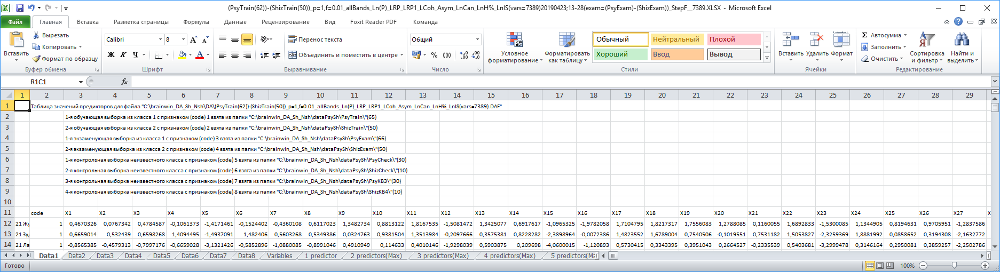 (PsyTrain(62))-(ShizTrain(50))_p=1,f=0.01_allBands_Ln(P)_LRP_LRP1_LCoh_Asym_LnCan_LnH%_LnIS(vars=7389)20190423;13-28(exam=(PsyExam)-(ShizExam))_StepF__7389.XLSX - Microsoft Excel
Файл Главная Вставка Разметка страницы Формулы Данные Рецензирование Вид Foxit Reader PDF Команда
Вставить Вырезать Копировать Формат по образцу
Calibri 8
Ж К Ч
Перенос текста
Объединить и поместить в центре
Общий
% 000
Условное форматирование Форматировать как таблицу
Обычный Нейтральный Плохой
Хороший Ввод Вывод
Вставить Удалить Формат
Автосумма
Заполнить
Очистить
Сортировка и фильтр Найти и выделить
Буфер обмена Шрифт Выравнивание Число Стили Ячейки Редактирование
R1C1 fx
1 2 3 4 5 6 7 8 9 10 11 12 13 14 15 16 17 18 19 20 21 22 23 24 25 26 27 28 29
1 Таблица значений предикторов для файла "C:\brainwin_DA_Sh_Nsh\DA\(PsyTrain(62))-(ShizTrain(50))_p=1,f=0.01_allBands_Ln(P)_LRP_LRP1_LCoh_Asym_LnCan_LnH%_LnIS(vars=7389).DAF"
2 1-я обучающая выборка из класса 1 с признаком (code) 1 взята из папки "C:\brainwin_DA_Sh_Nsh\dataPsySh\PsyTrain\"(65)
3 2-я обучающая выборка из класса 2 с признаком (code) 2 взята из папки "C:\brainwin_DA_Sh_Nsh\dataPsySh\ShizTrain\"(50)
4 1-я экзаменующая выборка из класса 1 с признаком (code) 3 взята из папки "C:\brainwin_DA_Sh_Nsh\dataPsySh\PsyExam\"(66)
5 2-я экзаменующая выборка из класса 2 с признаком (code) 4 взята из папки "C:\brainwin_DA_Sh_Nsh\dataPsySh\ShizExam\"(50)
6 1-я контрольная выборка неизвестного класса с признаком (code) 5 взята из папки "C:\brainwin_DA_Sh_Nsh\dataPsySh\PsyCheck\"(30)
7 2-я контрольная выборка неизвестного класса с признаком (code) 6 взята из папки "C:\brainwin_DA_Sh_Nsh\dataPsySh\ShizCheck\"(10)
8 3-я контрольная выборка неизвестного класса с признаком (code) 7 взята из папки "C:\brainwin_DA_Sh_Nsh\dataPsySh\PsyKB3\"(30)
9 4-я контрольная выборка неизвестного класса с признаком (code) 8 взята из папки "C:\brainwin_DA_Sh_Nsh\dataPsySh\ShizKB4\"(10)
10
11 code X1 X2 X3 X4 X5 X6 X7 X8 X9 X10 X11 X12 X13 X14 X15 X16 X17 X18 X19 X20 X21 X22 X23 X24 X25 X26 X27 X
12 21 Жу 1 0,4670326 0,0767342 0,4784587 -0,1061373 -1,4171461 -0,1524402 -0,4360108 0,6117023 1,3482734 0,8813122 1,8167535 -1,5081472 1,3425077 0,6917617 -1,0965325 -1,9782058 1,7104795 1,8217317 1,7556083 1,2788085 0,1160055 1,6892833 -1,5300085 1,1344905 0,8194631 0,9705951 -1,2837586
13 21 Зу 1 0,6659014 0,532439 0,6598268 1,4094495 -1,4937091 1,482406 0,5603268 0,5349386 0,0324763 0,9381504 1,3513984 -0,2097666 0,3575381 0,8228282 -2,3898964 -0,0072386 1,4823552 1,6789004 0,7540506 -0,1019551 0,7531182 1,5053827 -2,3259369 1,8881992 0,0858652 0,3194308 -2,1632772
14 21 Ла 1 -0,8565385 -0,4579313 -0,7997176 -0,6659028 -3,1321426 -0,5852896 -1,0880085 -0,8991046 0,4910949 0,114633 0,4010146 -1,9298039 0,5903875 0,209698 -4,0600015 -1,120893 0,5730415 0,3343395 0,3951043 0,2664527 -0,2335539 0,5403681 -3,2999478 0,3146164 0,2950081 0,3859257 -2,2502786
Data1 Data2 Data3 Data4 Data5 Data6 Data7 Data8 Variables 1 predictor 2 predictors(Max) 3 predictors(Max) 4 predictors(Max) 5 predictors(Ma
Готово 100%